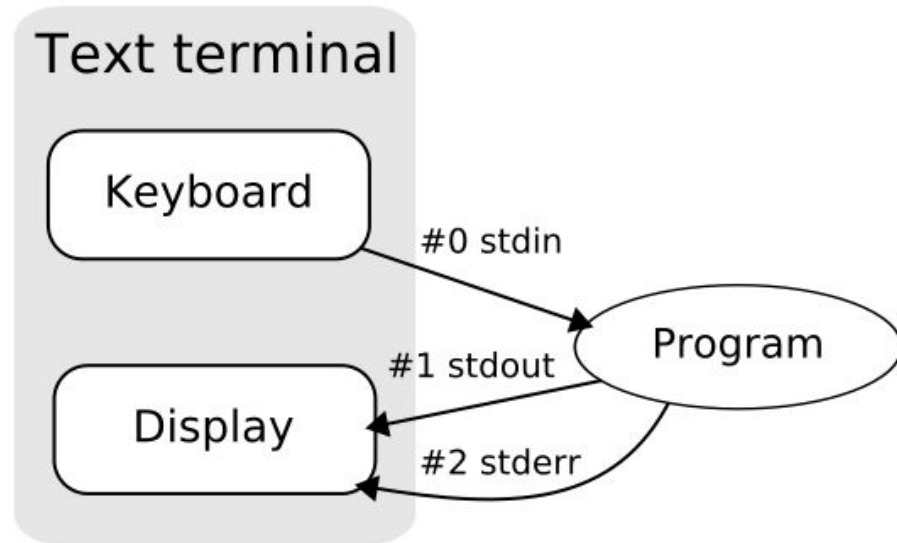 Text terminal
Keyboard
#0 stdin
Program
#1 stdout
Display
#2 stderr